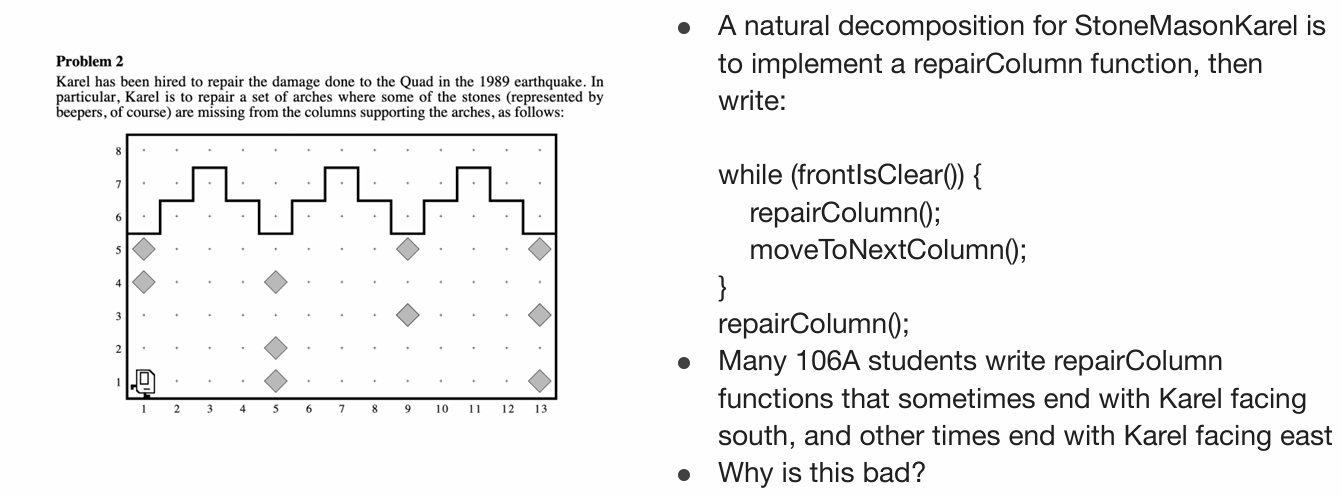 Problem 2
Karel has been hired to repair the damage done to the Quad in the 1989 earthquake. In
particular, Karel is to repair a set of arches where some of the stones (represented by
beepers, of course) are missing from the columns supporting the arches, as follows:
8
7
6
5
4
3
2
1
1 2 3 4 5 6 7 8 9 10 11 12 13
● A natural decomposition for StoneMasonKarel is
to implement a repairColumn function, then
write:
while (frontIsClear()) {
repairColumn();
moveToNextColumn();
}
repairColumn();
● Many 106A students write repairColumn
functions that sometimes end with Karel facing
south, and other times end with Karel facing east
● Why is this bad?